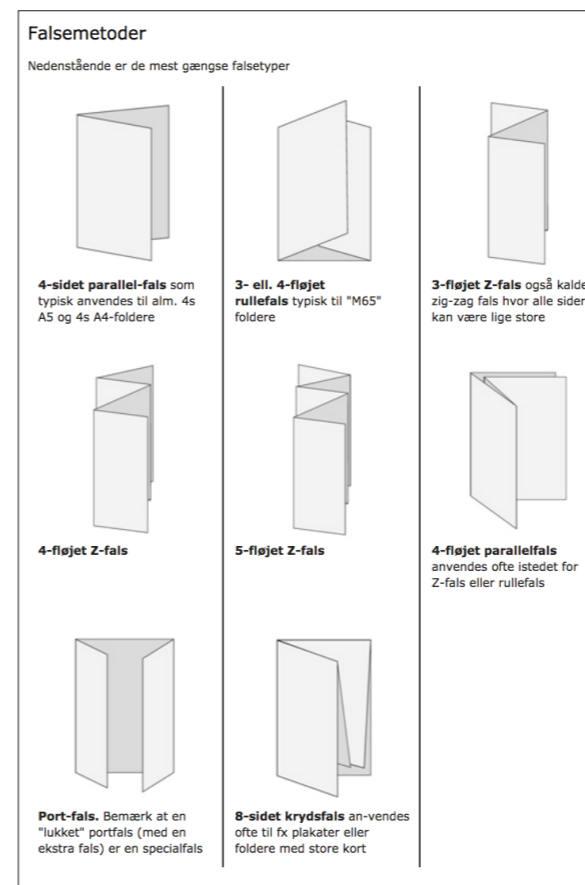 Falsemetoder
Nedenstående er de mest gængse falsetyper
4-sidet parallel-fals som
typisk anvendes til alm. 4s
A5 og 4s A4-foldere
3- ell. 4-fløjet
rullefals typisk til "M65"
foldere
3-fløjet Z-fals også kalde
zig-zag fals hvor alle sider
kan være lige store
4-fløjet Z-fals
5-fløjet Z-fals
4-fløjet parallelfals
anvendes ofte istedet for
Z-fals eller rullefals
Port-fals. Bemærk at en
"lukket" portfals (med en
ekstra fals) er en specialfals
8-sidet krydsfals an-vendes
ofte til fx plakater eller
foldere med store kort